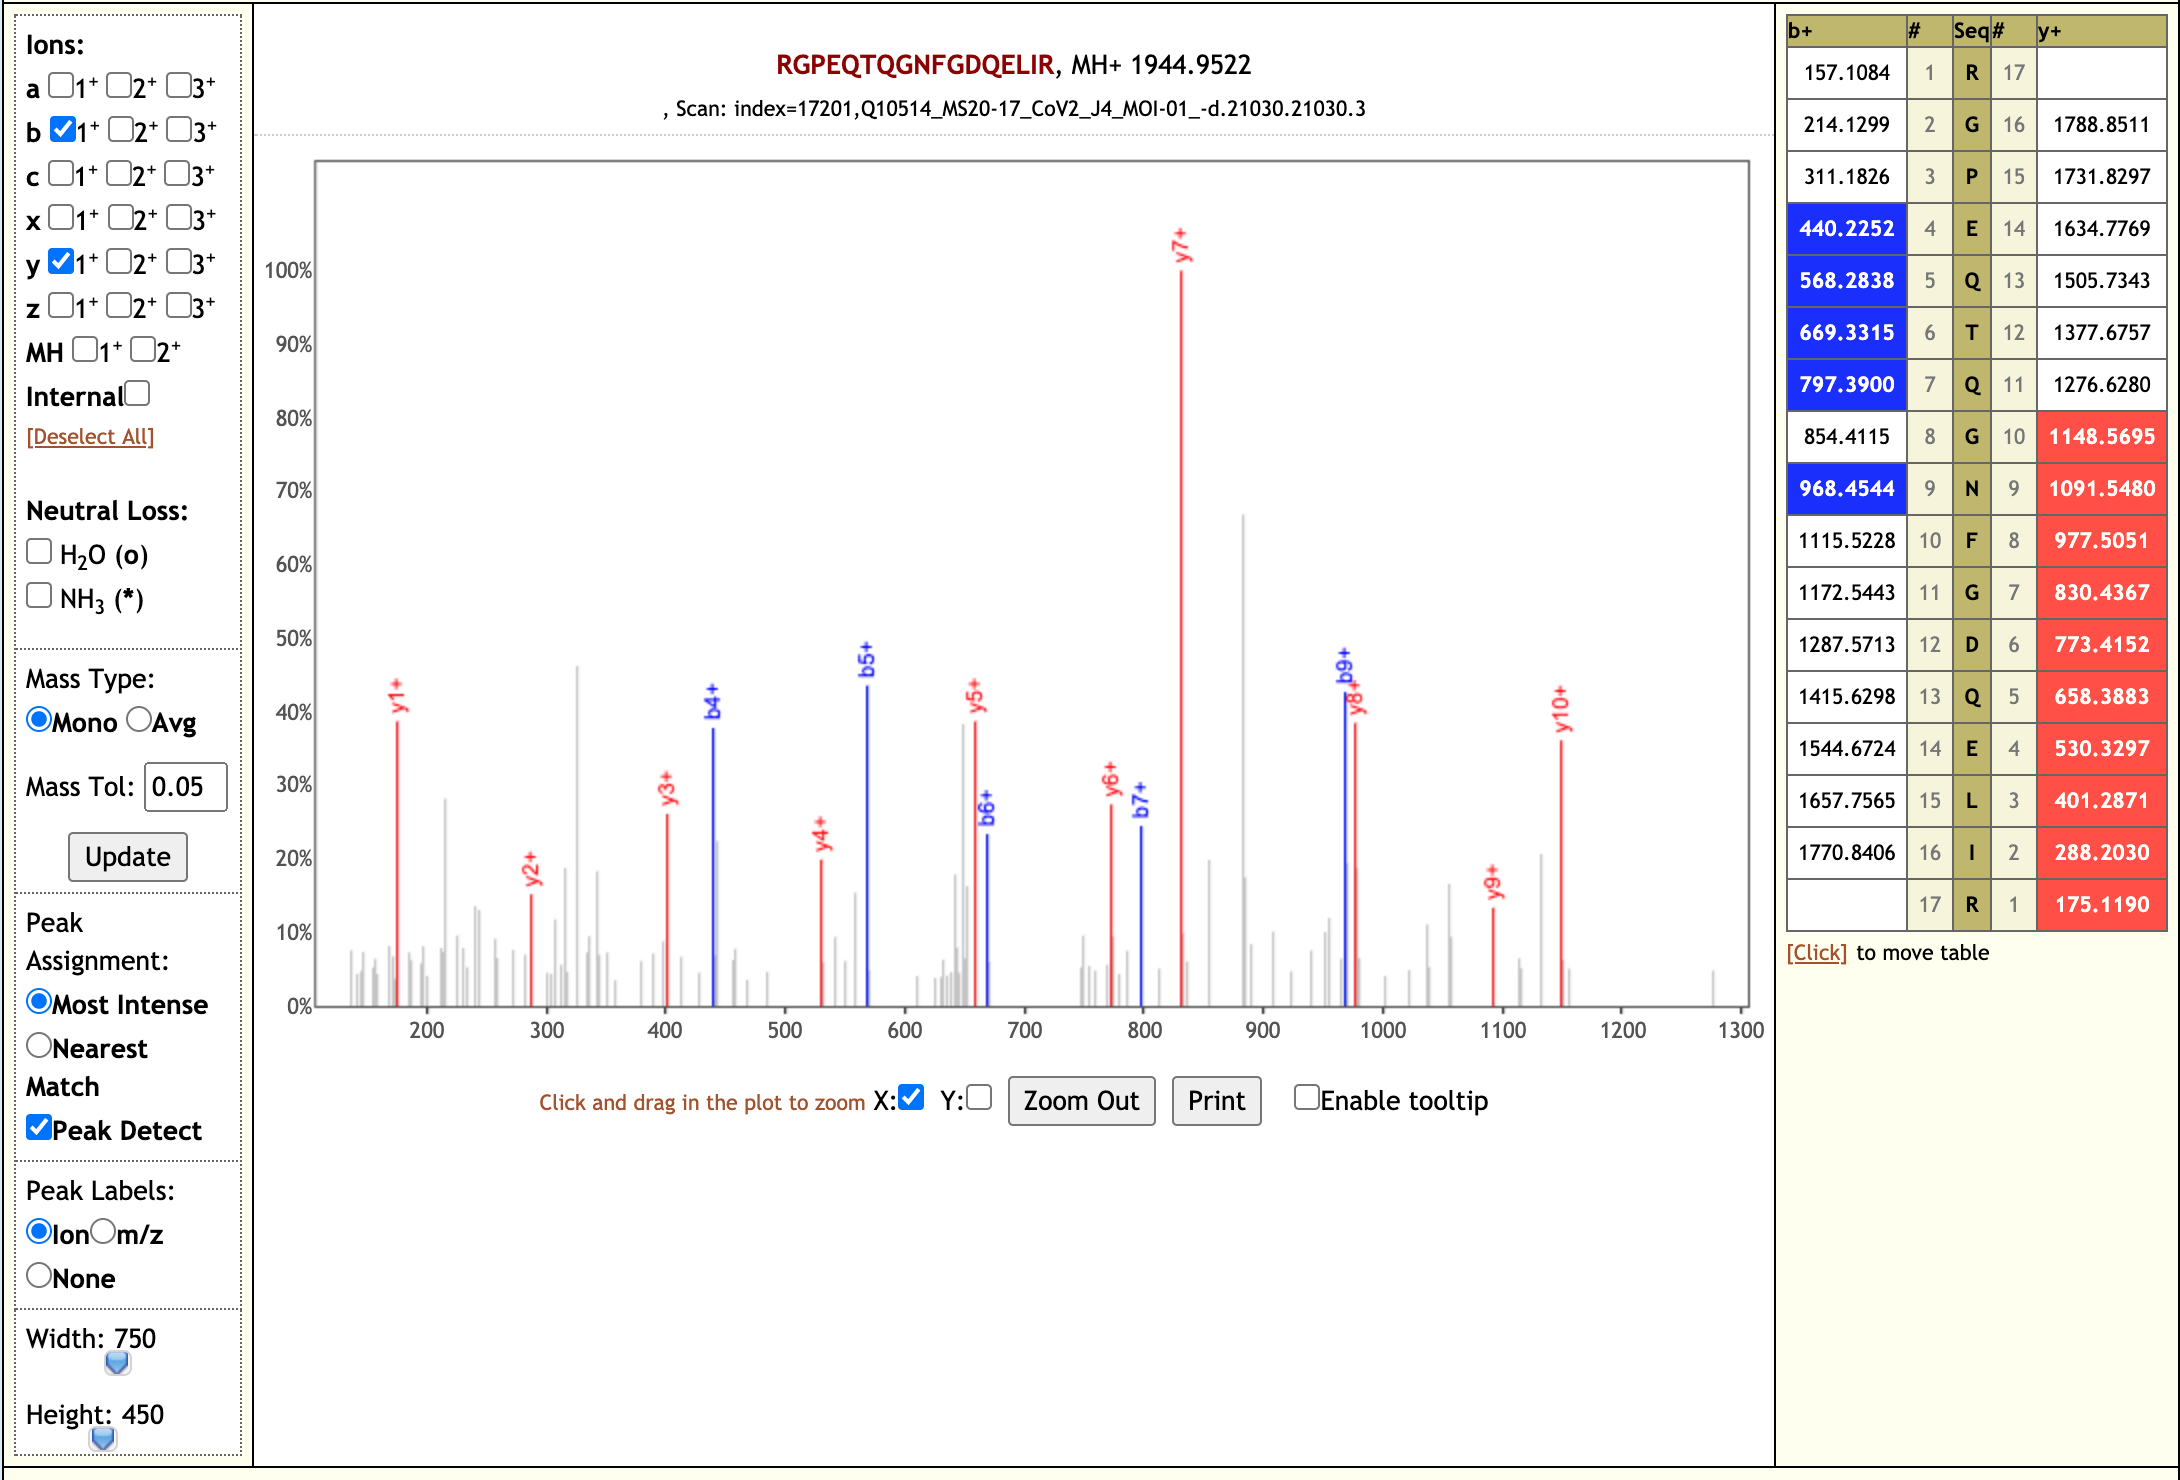 Ions:
a 1+ 2+ 3+
b 1+ 2+ 3+
c 1+ 2+ 3+
x 1+ 2+ 3+
y 1+ 2+ 3+
z 1+ 2+ 3+
MH 1+ 2+
Internal
[Deselect All]
Neutral Loss:
H2O (o)
NH3 (*)
Mass Type:
Mono Avg
Mass Tol: 0.05
Update
Peak
Assignment:
Most Intense
Nearest
Match
Peak Detect
Peak Labels:
Ion m/z
None
Width: 750
Height: 450
RGPEQTQGNFGDQELIR, MH+ 1944.9522
, Scan: index=17201,Q10514_MS20-17_CoV2_J4_MOI-01_-d.21030.21030.3
100%
90%
80%
70%
60%
50%
40%
30%
20%
10%
0%
y1+
y2+
y3+
b4+
y4+
b5+
y5+
b6+
y6+
b7+
y7+
b9+
y8+
y9+
y10+
200 300 400 500 600 700 800 900 1000 1100 1200 1300
Click and drag in the plot to zoom X: Y: Zoom Out Print Enable tooltip
b+ # Seq # y+
157.1084 1 R 17
214.1299 2 G 16 1788.8511
311.1826 3 P 15 1731.8297
440.2252 4 E 14 1634.7769
568.2838 5 Q 13 1505.7343
669.3315 6 T 12 1377.6757
797.3900 7 Q 11 1276.6280
854.4115 8 G 10 1148.5695
968.4544 9 N 9 1091.5480
1115.5228 10 F 8 977.5051
1172.5443 11 G 7 830.4367
1287.5713 12 D 6 773.4152
1415.6298 13 Q 5 658.3883
1544.6724 14 E 4 530.3297
1657.7565 15 L 3 401.2871
1770.8406 16 I 2 288.2030
17 R 1 175.1190
[Click] to move table